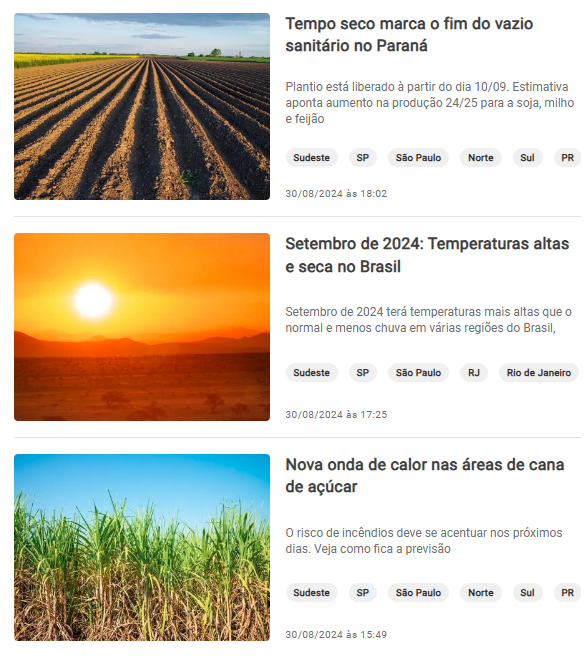 Tempo seco marca o fim do vazio
sanitário no Paraná
Plantio está liberado à partir do dia 10/09. Estimativa
aponta aumento na produção 24/25 para a soja, milho
e feijão
Sudeste SP São Paulo Norte Sul PR
30/08/2024 às 18:02
Setembro de 2024: Temperaturas altas
e seca no Brasil
Setembro de 2024 terá temperaturas mais altas que o
normal e menos chuva em várias regiões do Brasil,
Sudeste SP São Paulo RJ Rio de Janeiro
30/08/2024 às 17:25
Nova onda de calor nas áreas de cana
de açúcar
O risco de incêndios deve se acentuar nos próximos
dias. Veja como fica a previsão
Sudeste SP São Paulo Norte Sul PR
30/08/2024 às 15:49